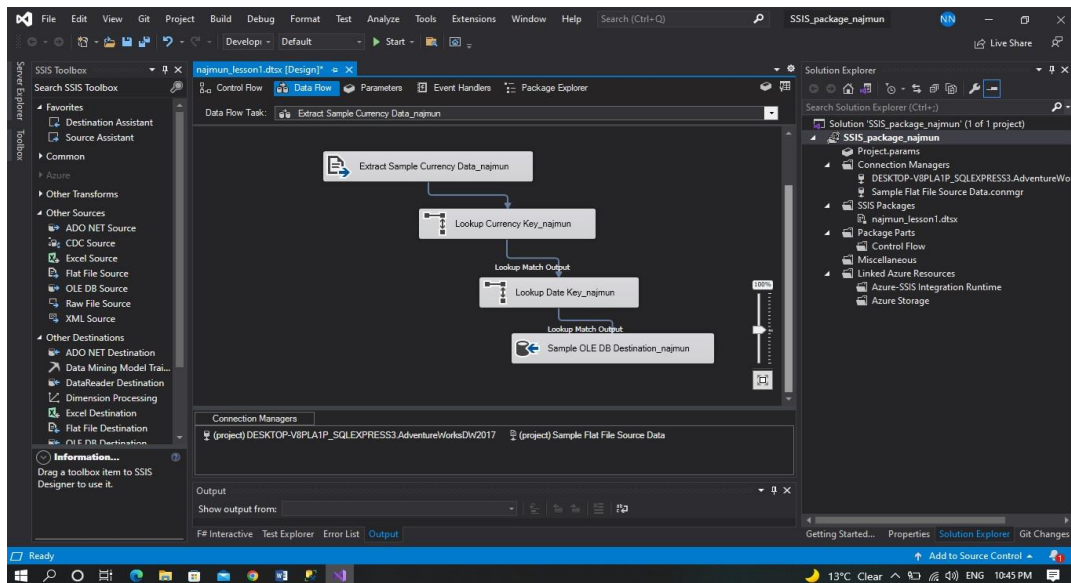 File Edit View Git Project Build Debug Format Test Analyze Tools Extensions Window Help Search (Ctrl+Q) SSIS_package_najmun NN
Develop Default Start Live Share
Server Explorer
Toolbox
SSIS Toolbox
Search SSIS Toolbox
Favorites
Destination Assistant
Source Assistant
Common
Azure
Other Transforms
Other Sources
ADO NET Source
CDC Source
Excel Source
Flat File Source
OLE DB Source
Raw File Source
XML Source
Other Destinations
ADO NET Destination
Data Mining Model Trai...
DataReader Destination
Dimension Processing
Excel Destination
Flat File Destination
OLE DB Destination
Information...
Drag a toolbox item to SSIS
Designer to use it.
najmun_lesson1.dtsx [Design]*
Control Flow Data Flow Parameters Event Handlers Package Explorer
Data Flow Task: Extract Sample Currency Data_najmun
Extract Sample Currency Data_najmun
Lookup Currency Key_najmun
Lookup Match Output
Lookup Date Key_najmun
Lookup Match Output
Sample OLE DB Destination_najmun
100%
Connection Managers
(project) DESKTOP-V8PLA1P_SQLEXPRESS3.AdventureWorksDW2017 (project) Sample Flat File Source Data
Output
Show output from:
F# Interactive Test Explorer Error List Output
Solution Explorer
Search Solution Explorer (Ctrl+;)
Solution 'SSIS_package_najmun' (1 of 1 project)
SSIS_package_najmun
Project.params
Connection Managers
DESKTOP-V8PLA1P_SQLEXPRESS3.AdventureWo
Sample Flat File Source Data.conmgr
SSIS Packages
najmun_lesson1.dtsx
Package Parts
Control Flow
Miscellaneous
Linked Azure Resources
Azure-SSIS Integration Runtime
Azure Storage
Getting Started... Properties Solution Explorer Git Changes
Ready Add to Source Control
13°C Clear ENG 10:45 PM